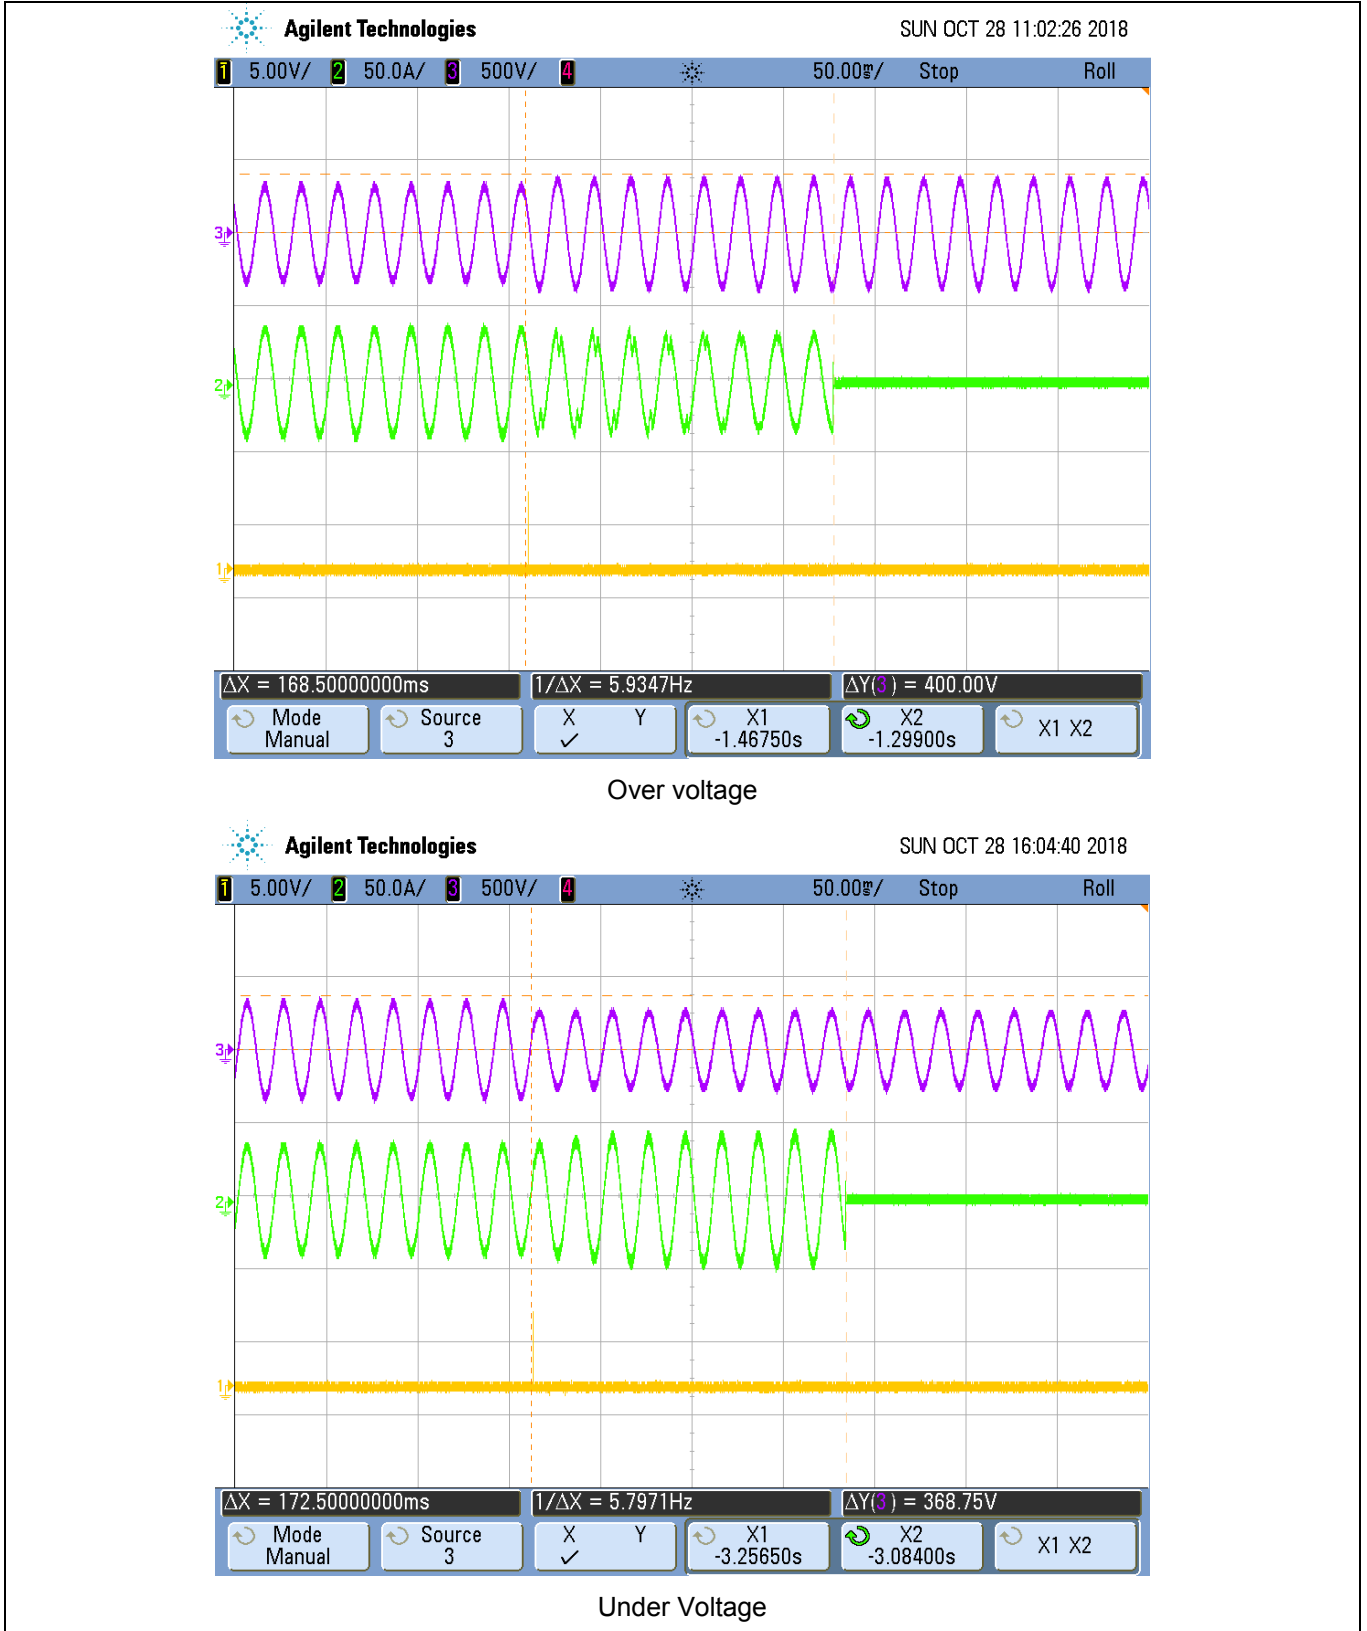 Agilent Technologies SUN OCT 28 11:02:26 2018
1 5.00V/ 2 50.0A/ 3 500V/ 4 50.00ms/ Stop Roll
3
2
1
ΔX = 168.50000000ms 1/ΔX = 5.9347Hz ΔY(3) = 400.00V
Mode Source X Y X1 X2 X1 X2
Manual 3 ✓ -1.46750s -1.29900s
Over voltage
Agilent Technologies SUN OCT 28 16:04:40 2018
1 5.00V/ 2 50.0A/ 3 500V/ 4 50.00ms/ Stop Roll
3
2
1
ΔX = 172.50000000ms 1/ΔX = 5.7971Hz ΔY(3) = 368.75V
Mode Source X Y X1 X2 X1 X2
Manual 3 ✓ -3.25650s -3.08400s
Under Voltage